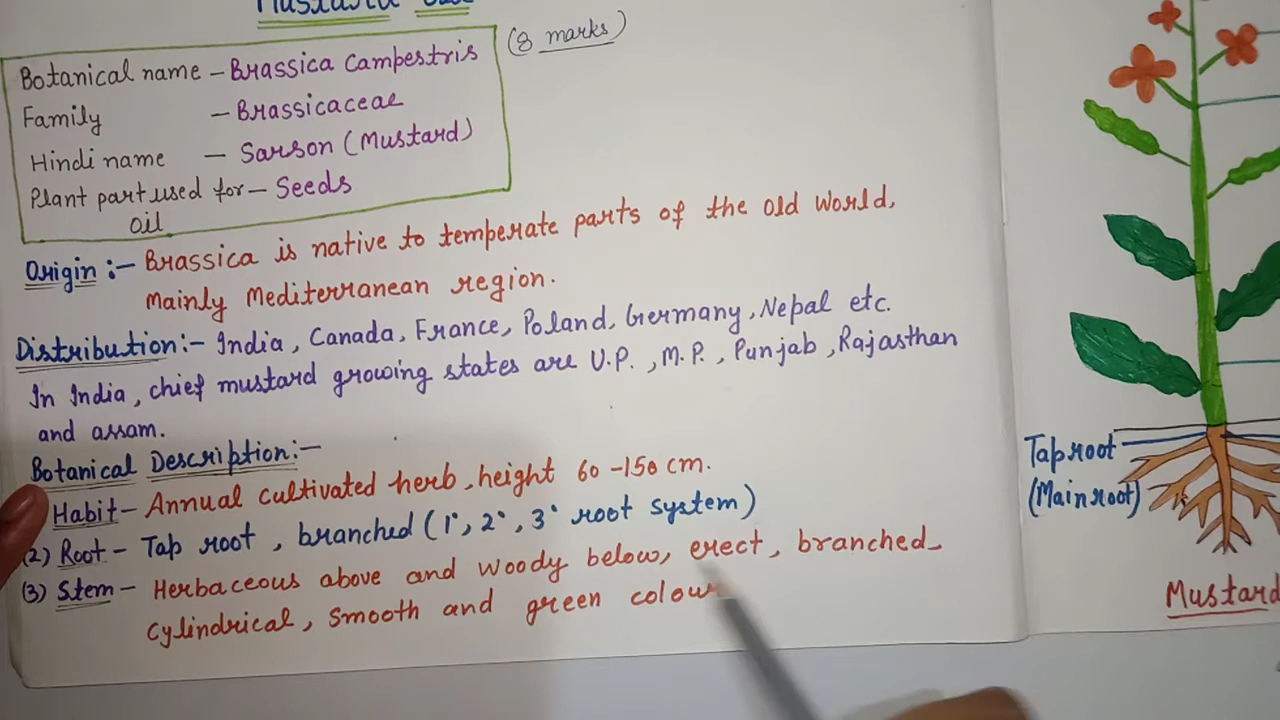 (8 marks)
Botanical name - Brassica Campestris
Family - Brassicaceae
Hindi name - Sarson (Mustard)
Plant part used for - Seeds
oil
Origin :- Brassica is native to temperate parts of the old world,
mainly Mediterranean region.
Distribution:- India, Canada, France, Poland, Germany, Nepal etc.
In India, chief mustard growing states are U.P., M.P., Punjab, Rajasthan
and assam.
Botanical Description:-
Habit - Annual cultivated herb, height 60-150 cm.
(2) Root - Tap root, branched (1°, 2°, 3° root system)
(3) Stem - Herbaceous above and woody below, erect, branched
cylindrical, smooth and green colour
Tap root
(Main root)
Mustard